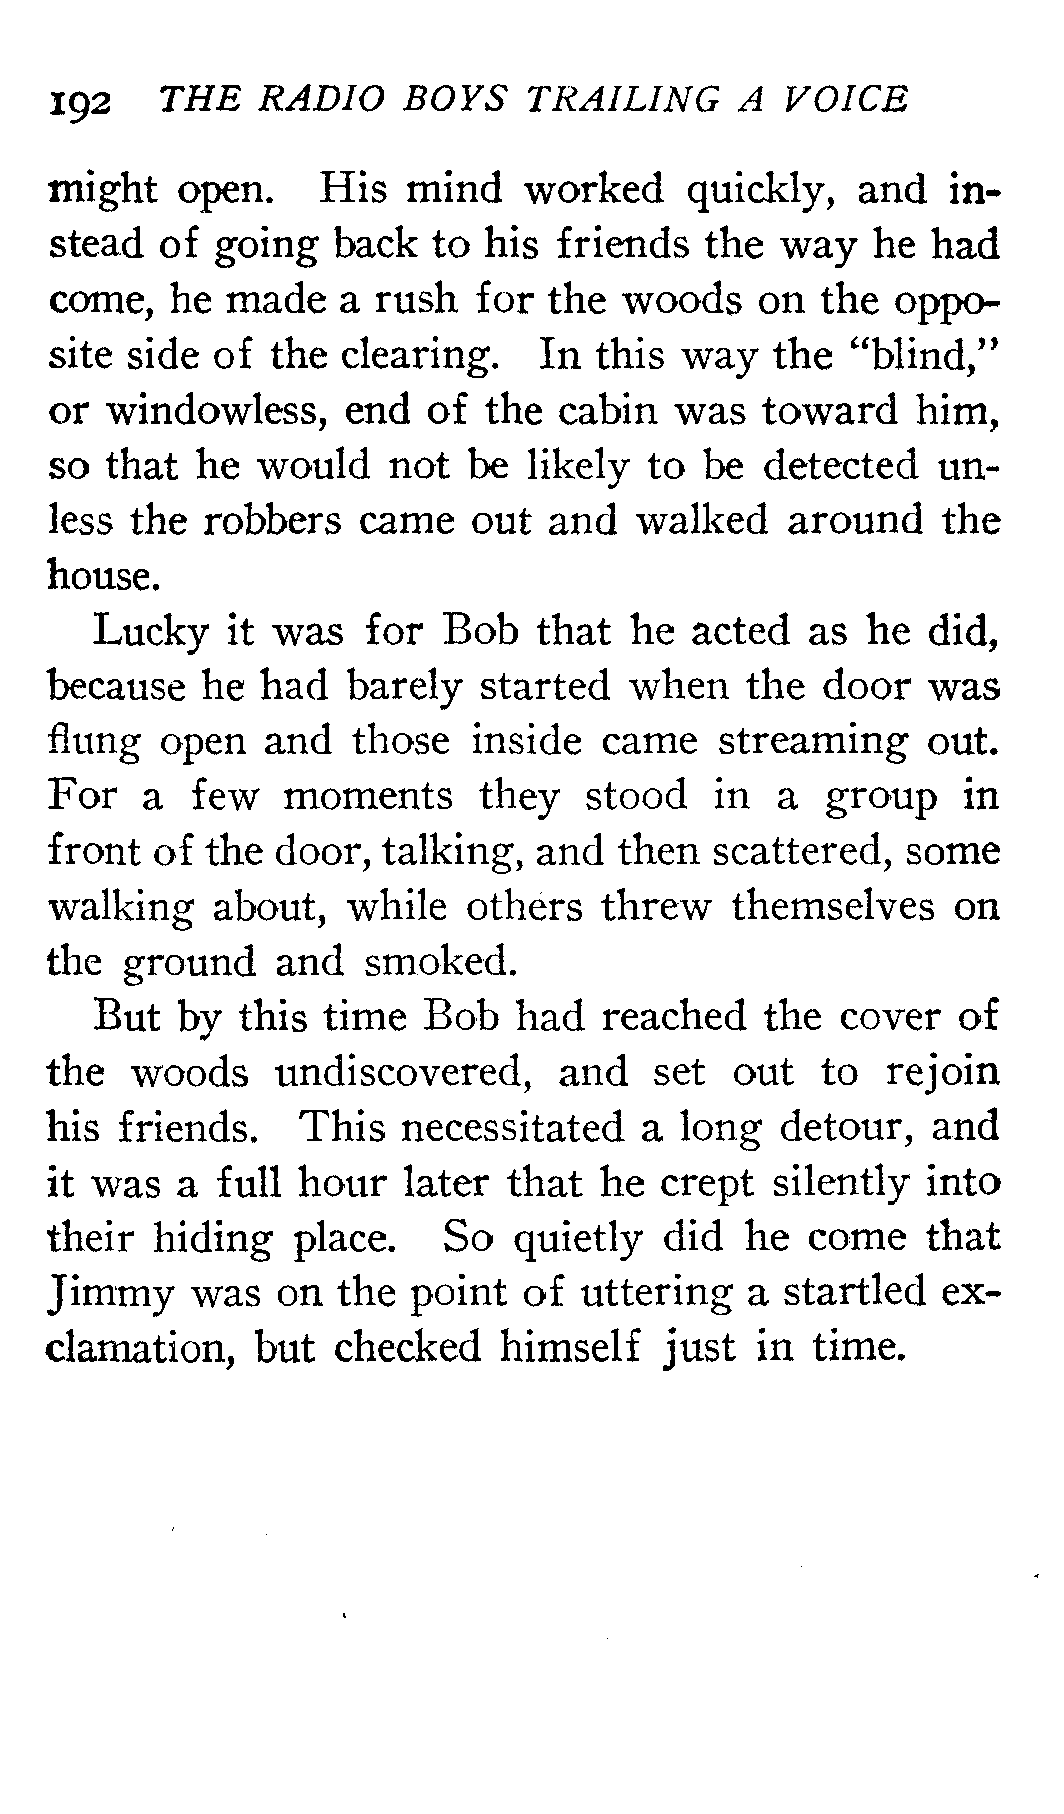 192 THE RADIO BOYS TRAILING A VOICE
might open. His mind worked quickly, and in-
stead of going back to his friends the way he had
come, he made a rush for the woods on the oppo-
site side of the clearing. In this way the “blind,”
or windowless, end of the cabin was toward him,
so that he would not be likely to be detected un-
less the robbers came out and walked around the
house.
Lucky it was for Bob that he acted as he did,
because he had barely started when the door was
flung open and those inside came streaming out.
For a few moments they stood in a group in
front of the door, talking, and then scattered, some
walking about, while others threw themselves on
the ground and smoked.
But by this time Bob had reached the cover of
the woods undiscovered, and set out to rejoin
his friends. This necessitated a long detour, and
it was a full hour later that he crept silently into
their hiding place. So quietly did he come that
Jimmy was on the point of uttering a startled ex-
clamation, but checked himself just in time.